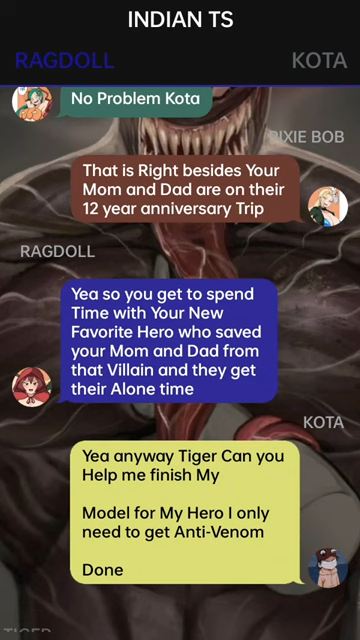 INDIAN TS
RAGDOLL
KOTA
No Problem Kota
PIXIE BOB
That is Right besides Your
Mom and Dad are on their
12 year anniversary Trip
RAGDOLL
Yea so you get to spend
Time with Your New
Favorite Hero who saved
your Mom and Dad from
that Villain and they get
their Alone time
KOTA
Yea anyway Tiger Can you
Help me finish My
Model for My Hero I only
need to get Anti-Venom
Done
TIGER